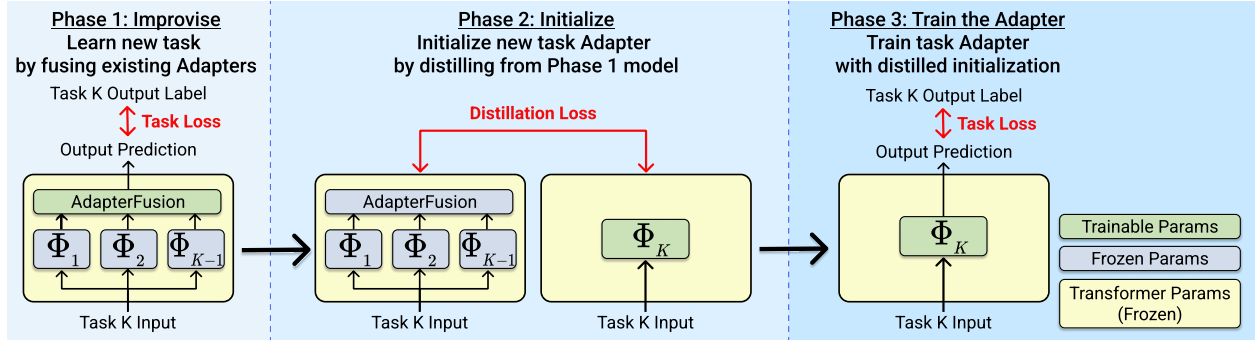 Phase 1: Improvise
Learn new task
by fusing existing Adapters
Task K Output Label
Task Loss
Output Prediction
AdapterFusion
Φ1
Φ2
ΦK−1
Task K Input
Phase 2: Initialize
Initialize new task Adapter
by distilling from Phase 1 model
Distillation Loss
AdapterFusion
Φ1
Φ2
ΦK−1
Task K Input
ΦK
Task K Input
Phase 3: Train the Adapter
Train task Adapter
with distilled initialization
Task K Output Label
Task Loss
Output Prediction
ΦK
Task K Input
Trainable Params
Frozen Params
Transformer Params
(Frozen)